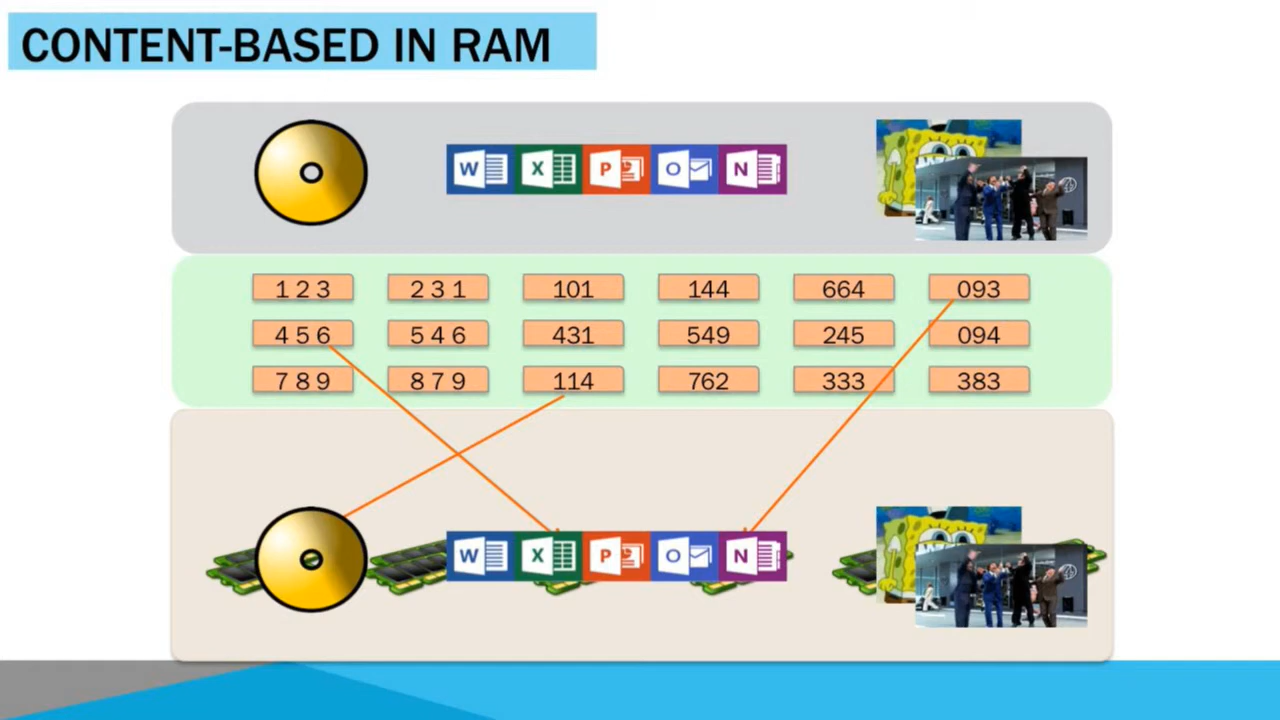 CONTENT-BASED IN RAM
W X P O N
1 2 3 2 3 1 101 144 664 093
4 5 6 5 4 6 431 549 245 094
7 8 9 8 7 9 114 762 333 383
W X P O N